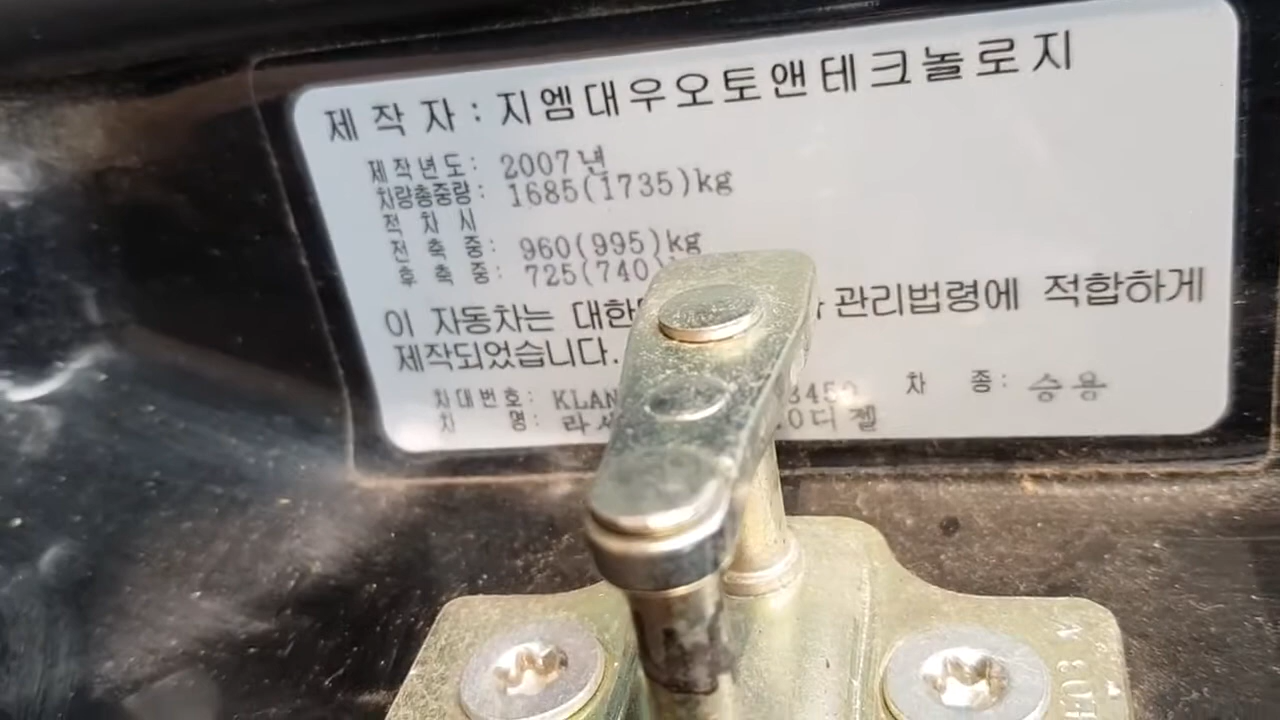 제 작 자 : 지엠대우오토앤테크놀로지
제작년도: 2007년
차량총중량: 1685(1735)kg
적 차 시
전 축 중: 960(995)kg
후 축 중: 725(740)
이 자동차는 관리법령에 적합하게
제작되었습니다.
차대번호: 차 종: 승용
차 명: 디젤